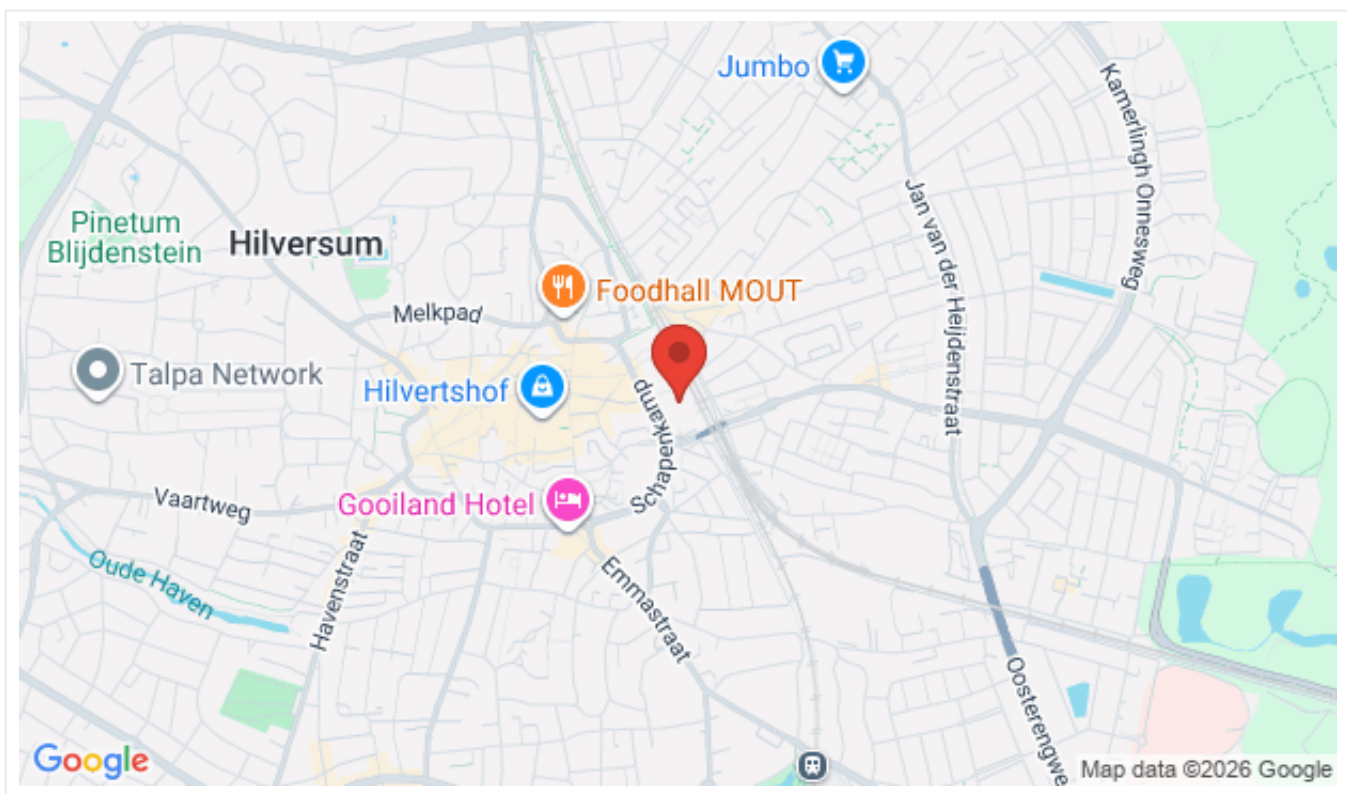 Jumbo
Kamerlingh Onnesweg
Pinetum
Blijdenstein
Hilversum
Jan van der Heijdenstraat
Foodhall MOUT
Melkpad
Talpa Network
Hilvertshof
Schapenkamp
Gooiland Hotel
Vaartweg
Oude Haven
Havenstraat
Emmastraat
Oosterengwe
Google
Map data ©2026 Google